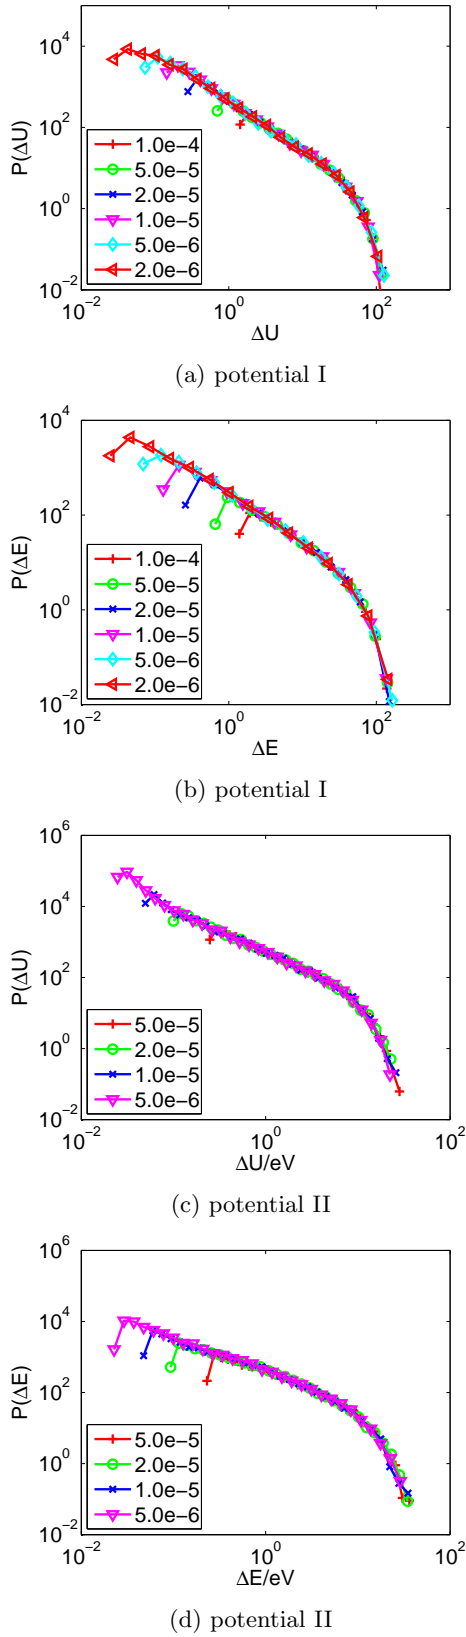 10^4
10^2
10^0
10^−2
P(ΔU)
1.0e−4
5.0e−5
2.0e−5
1.0e−5
5.0e−6
2.0e−6
10^−2 10^0 10^2
ΔU
(a) potential I
10^4
10^2
10^0
10^−2
P(ΔE)
1.0e−4
5.0e−5
2.0e−5
1.0e−5
5.0e−6
2.0e−6
10^−2 10^0 10^2
ΔE
(b) potential I
10^6
10^4
10^2
10^0
10^−2
P(ΔU)
5.0e−5
2.0e−5
1.0e−5
5.0e−6
10^−2 10^0 10^2
ΔU/eV
(c) potential II
10^6
10^4
10^2
10^0
10^−2
P(ΔE)
5.0e−5
2.0e−5
1.0e−5
5.0e−6
10^−2 10^0 10^2
ΔE/eV
(d) potential II